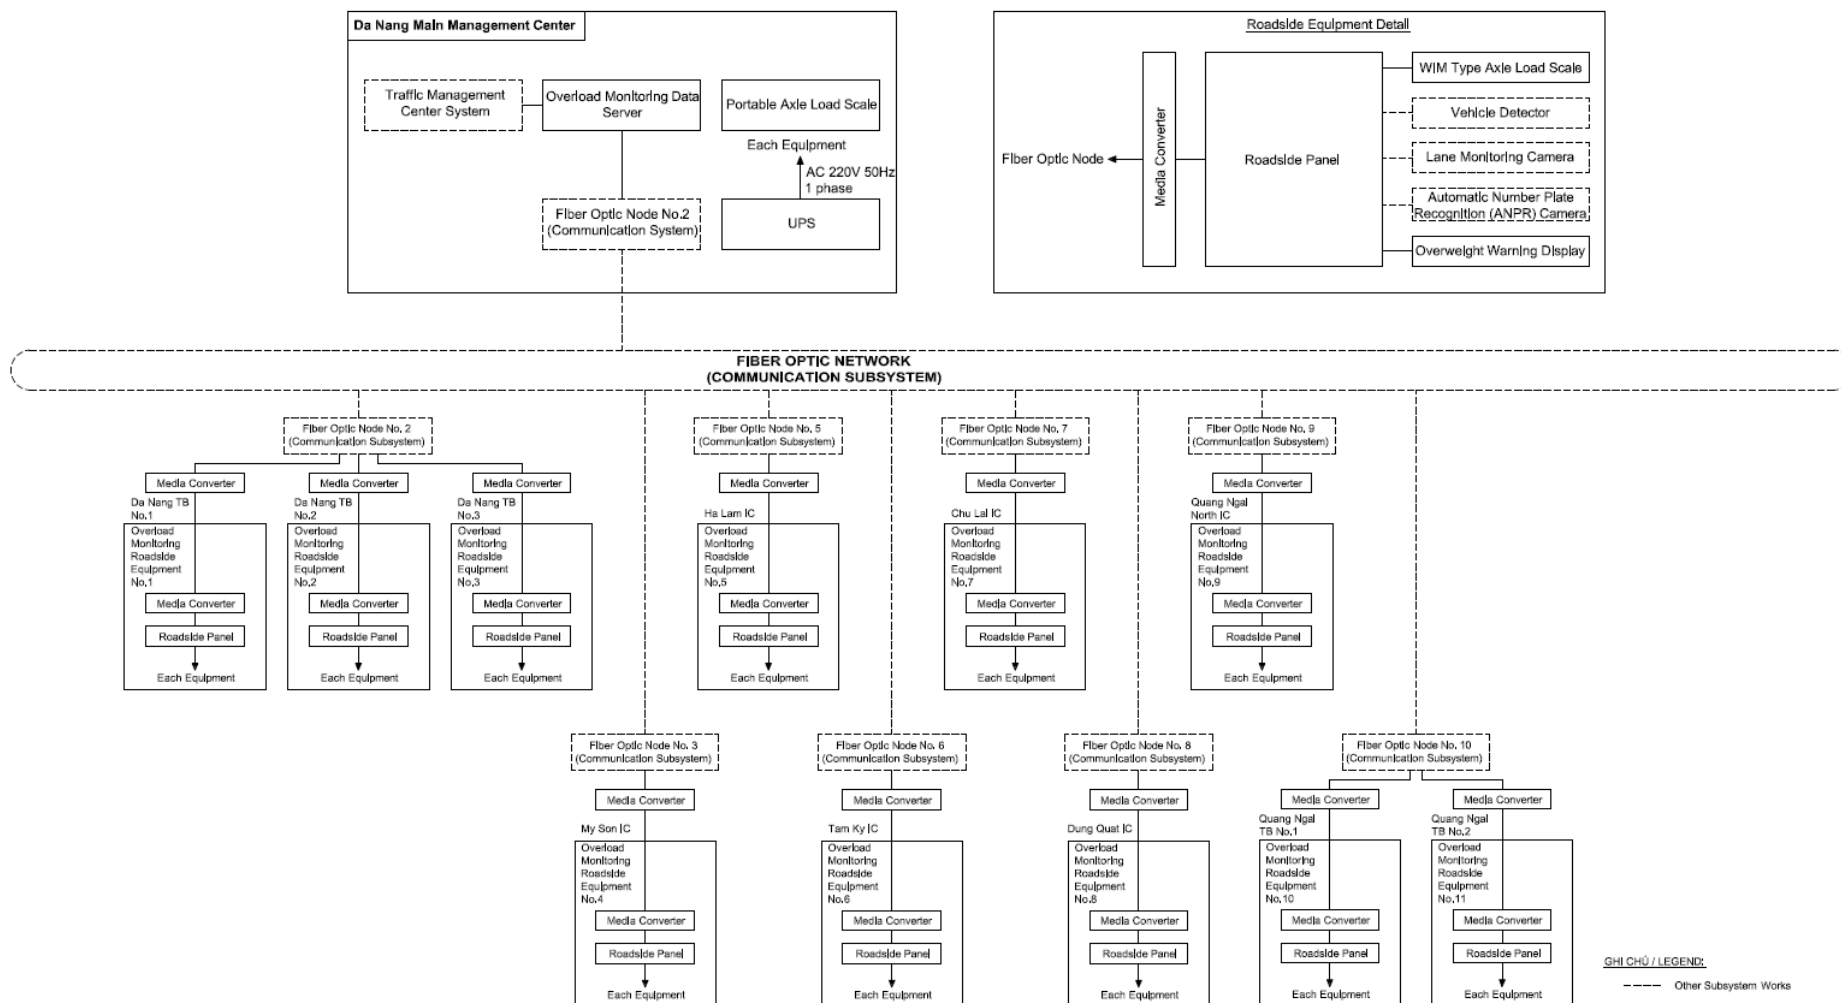 Da Nang Main Management Center
Traffic Management
Center System
Overload Monitoring Data
Server
Portable Axle Load Scale
Each Equipment
AC 220V 50Hz
1 phase
Fiber Optic Node No.2
(Communication System)
UPS
Roadside Equipment Detail
Fiber Optic Node
Media Converter
Roadside Panel
WIM Type Axle Load Scale
Vehicle Detector
Lane Monitoring Camera
Automatic Number Plate
Recognition (ANPR) Camera
Overweight Warning Display
FIBER OPTIC NETWORK
(COMMUNICATION SUBSYSTEM)
Fiber Optic Node No. 2
(Communication Subsystem)
Media Converter
Da Nang TB
No.1
Overload
Monitoring
Roadside
Equipment
No.1
Media Converter
Roadside Panel
Each Equipment
Media Converter
Da Nang TB
No.2
Overload
Monitoring
Roadside
Equipment
No.2
Media Converter
Roadside Panel
Each Equipment
Media Converter
Da Nang TB
No.3
Overload
Monitoring
Roadside
Equipment
No.3
Media Converter
Roadside Panel
Each Equipment
Fiber Optic Node No. 5
(Communication Subsystem)
Media Converter
Ha Lam IC
Overload
Monitoring
Roadside
Equipment
No.5
Media Converter
Roadside Panel
Each Equipment
Fiber Optic Node No. 7
(Communication Subsystem)
Media Converter
Chu Lai IC
Overload
Monitoring
Roadside
Equipment
No.7
Media Converter
Roadside Panel
Each Equipment
Fiber Optic Node No. 9
(Communication Subsystem)
Media Converter
Quang Ngai
North IC
Overload
Monitoring
Roadside
Equipment
No.9
Media Converter
Roadside Panel
Each Equipment
Fiber Optic Node No. 3
(Communication Subsystem)
Media Converter
My Son IC
Overload
Monitoring
Roadside
Equipment
No.4
Media Converter
Roadside Panel
Each Equipment
Fiber Optic Node No. 6
(Communication Subsystem)
Media Converter
Tam Ky IC
Overload
Monitoring
Roadside
Equipment
No.6
Media Converter
Roadside Panel
Each Equipment
Fiber Optic Node No. 8
(Communication Subsystem)
Media Converter
Dung Quat IC
Overload
Monitoring
Roadside
Equipment
No.8
Media Converter
Roadside Panel
Each Equipment
Fiber Optic Node No. 10
(Communication Subsystem)
Media Converter
Quang Ngai
TB No.1
Overload
Monitoring
Roadside
Equipment
No.10
Media Converter
Roadside Panel
Each Equipment
Media Converter
Quang Ngai
TB No.2
Overload
Monitoring
Roadside
Equipment
No.11
Media Converter
Roadside Panel
Each Equipment
GHI CHÚ / LEGEND:
Other Subsystem Works